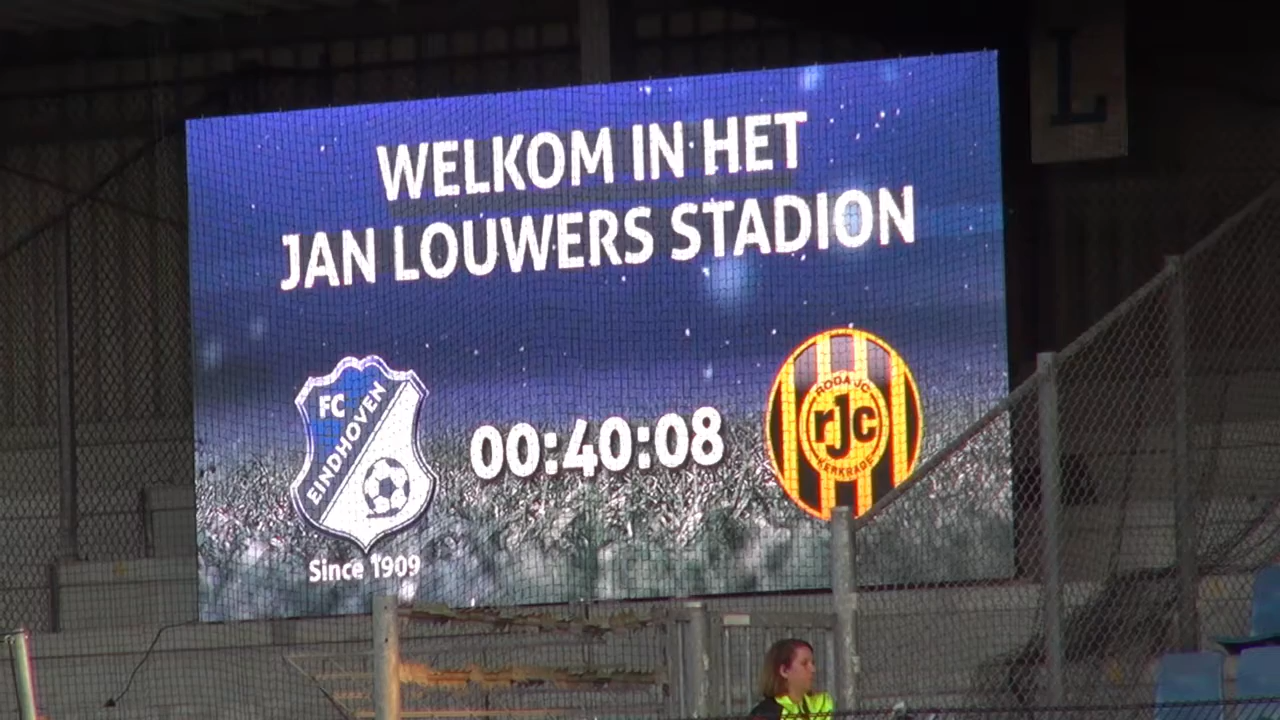 L
WELKOM IN HET
JAN LOUWERS STADION
FC
EINDHOVEN
Since 1909
00:40:08
RODA JC
rJc
KERKRADE